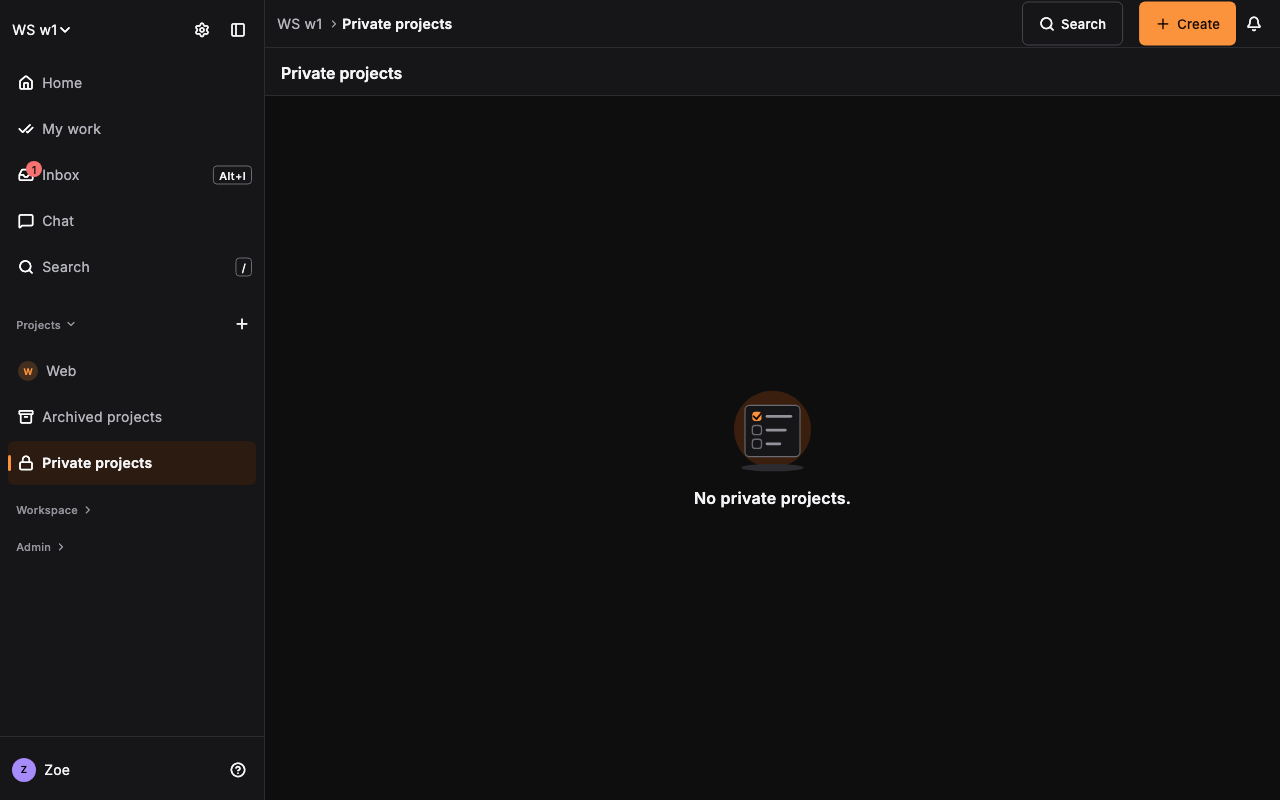 WS w1
Home
My work
1
Inbox
Alt+I
Chat
Search
/
Projects
W
Web
Archived projects
Private projects
Workspace
Admin
Z
Zoe
WS w1 > Private projects
Search
+ Create
Private projects
No private projects.